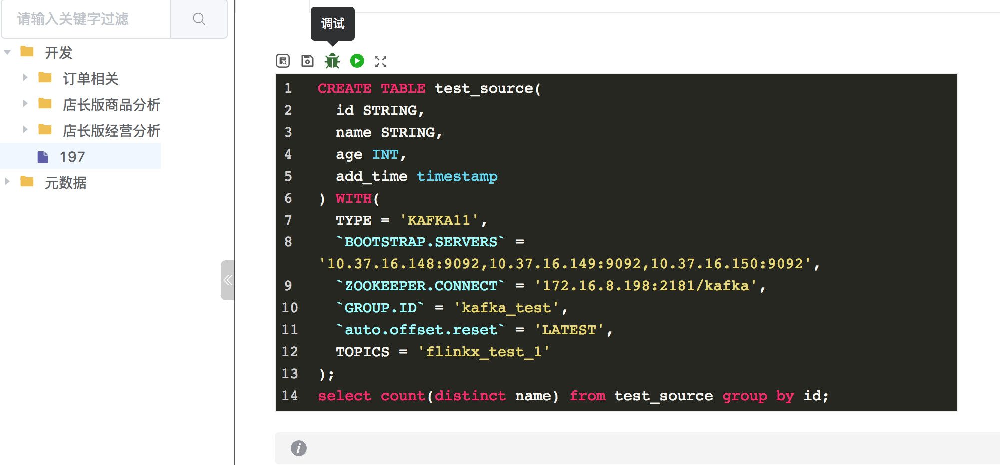 请输入关键字过滤
开发
订单相关
店长版商品分析
店长版经营分析
197
元数据
调试
1 CREATE TABLE test_source(
2 id STRING,
3 name STRING,
4 age INT,
5 add_time timestamp
6 ) WITH(
7 TYPE = 'KAFKA11',
8 `BOOTSTRAP.SERVERS` =
'10.37.16.148:9092,10.37.16.149:9092,10.37.16.150:9092',
9 `ZOOKEEPER.CONNECT` = '172.16.8.198:2181/kafka',
10 `GROUP.ID` = 'kafka_test',
11 `auto.offset.reset` = 'LATEST',
12 TOPICS = 'flinkx_test_1'
13 );
14 select count(distinct name) from test_source group by id;